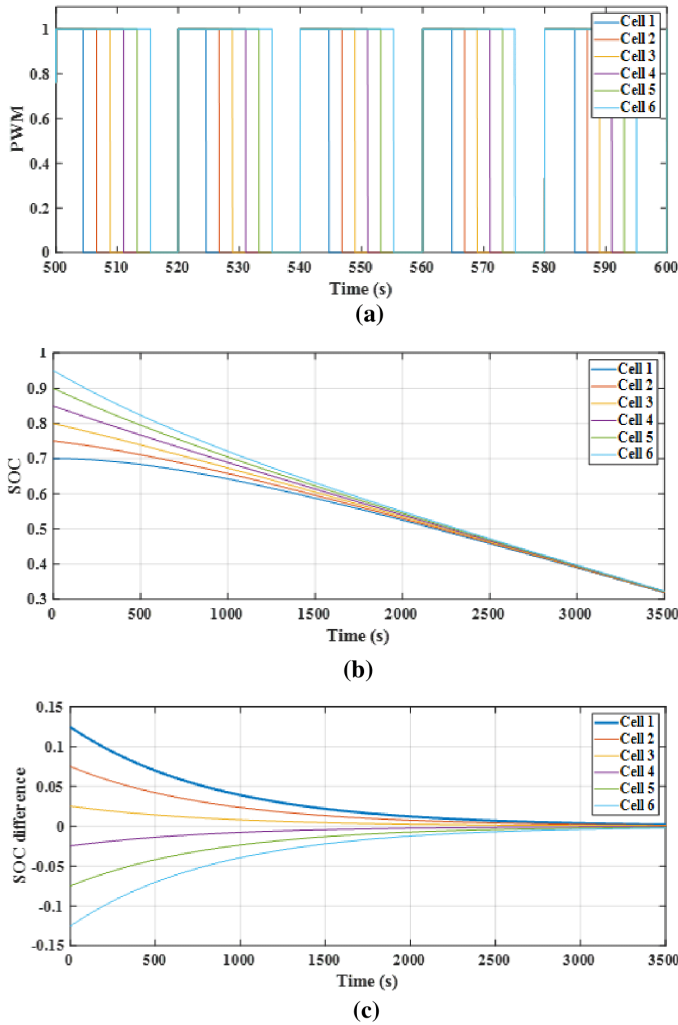 1
0.8
0.6
0.4
0.2
0
PWM
500 510 520 530 540 550 560 570 580 590 600
Time (s)
Cell 1
Cell 2
Cell 3
Cell 4
Cell 5
Cell 6
(a)
1
0.9
0.8
0.7
0.6
0.5
0.4
0.3
SOC
0 500 1000 1500 2000 2500 3000 3500
Time (s)
Cell 1
Cell 2
Cell 3
Cell 4
Cell 5
Cell 6
(b)
0.15
0.1
0.05
0
-0.05
-0.1
-0.15
SOC difference
0 500 1000 1500 2000 2500 3000 3500
Time (s)
Cell 1
Cell 2
Cell 3
Cell 4
Cell 5
Cell 6
(c)